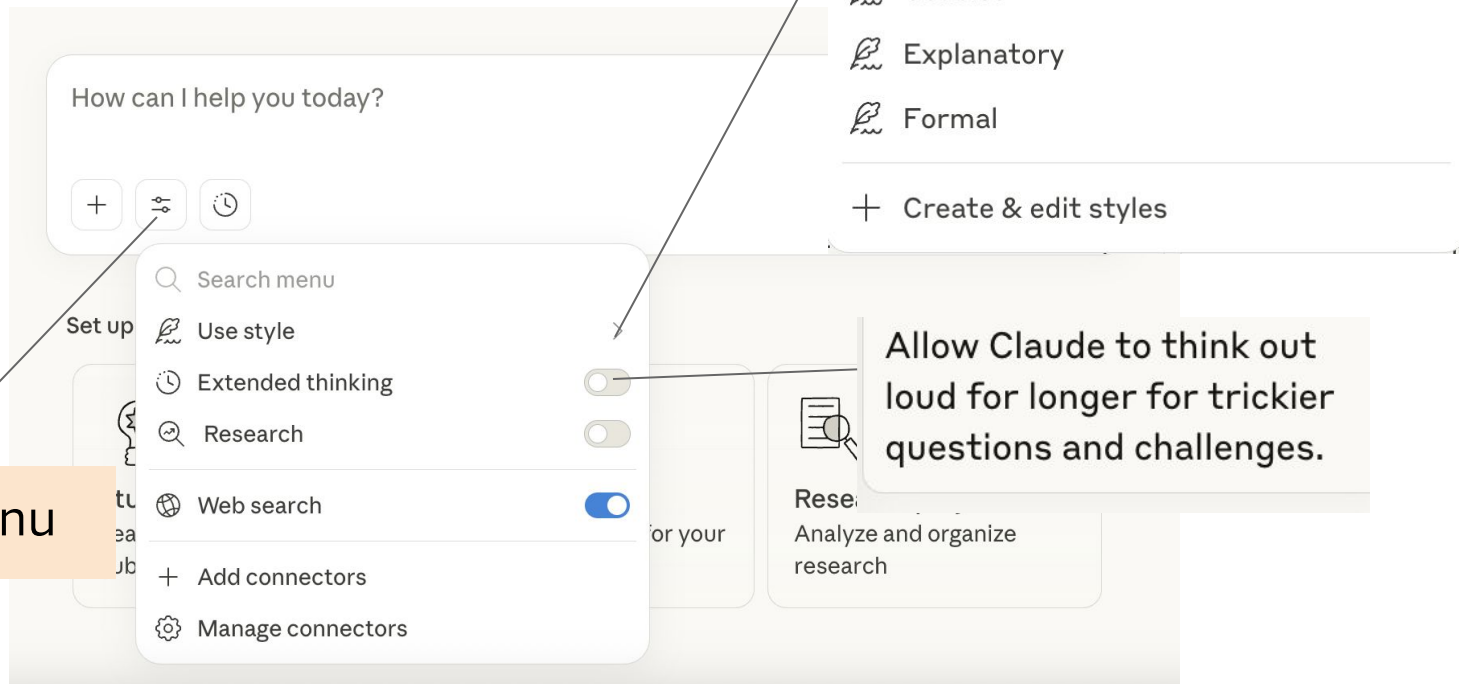 How can I help you today?
Search menu
Use style
Extended thinking
Research
Web search
Add connectors
Manage connectors
Set up
nu
or your
Analyze and organize
research
Explanatory
Formal
Create & edit styles
Allow Claude to think out
loud for longer for trickier
questions and challenges.